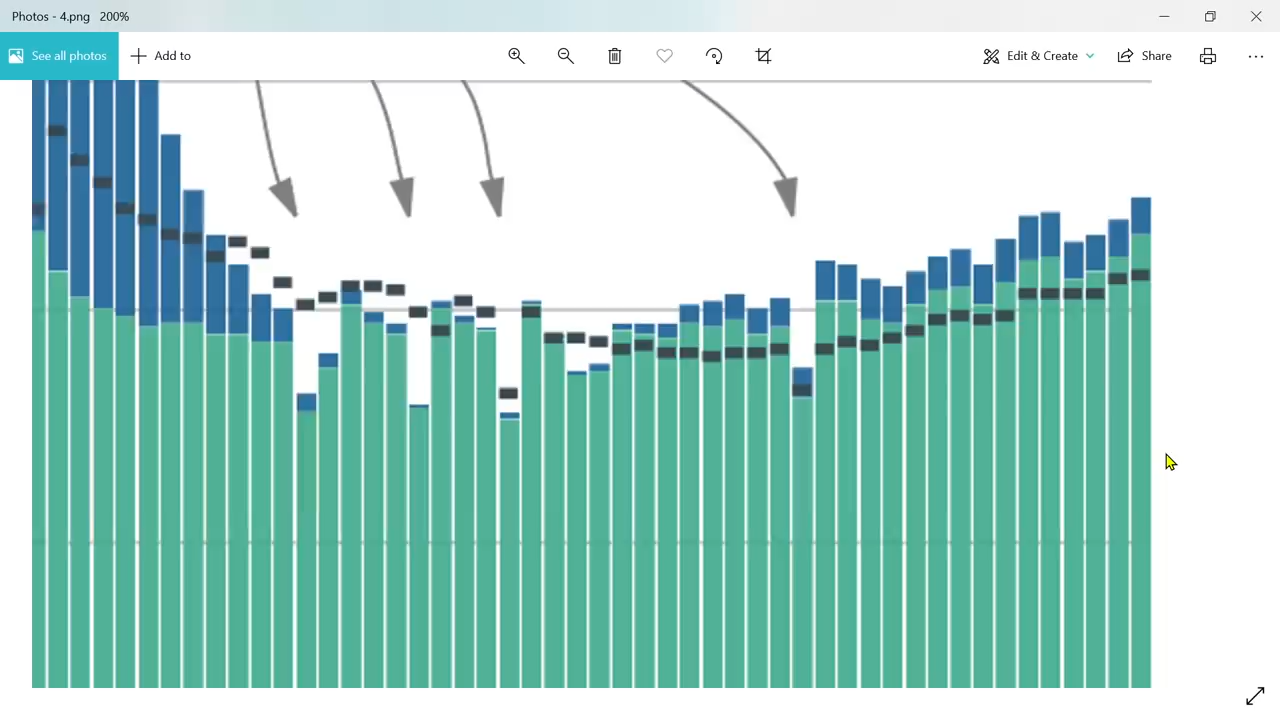 Photos - 4.png 200%
See all photos
Add to
Edit & Create
Share